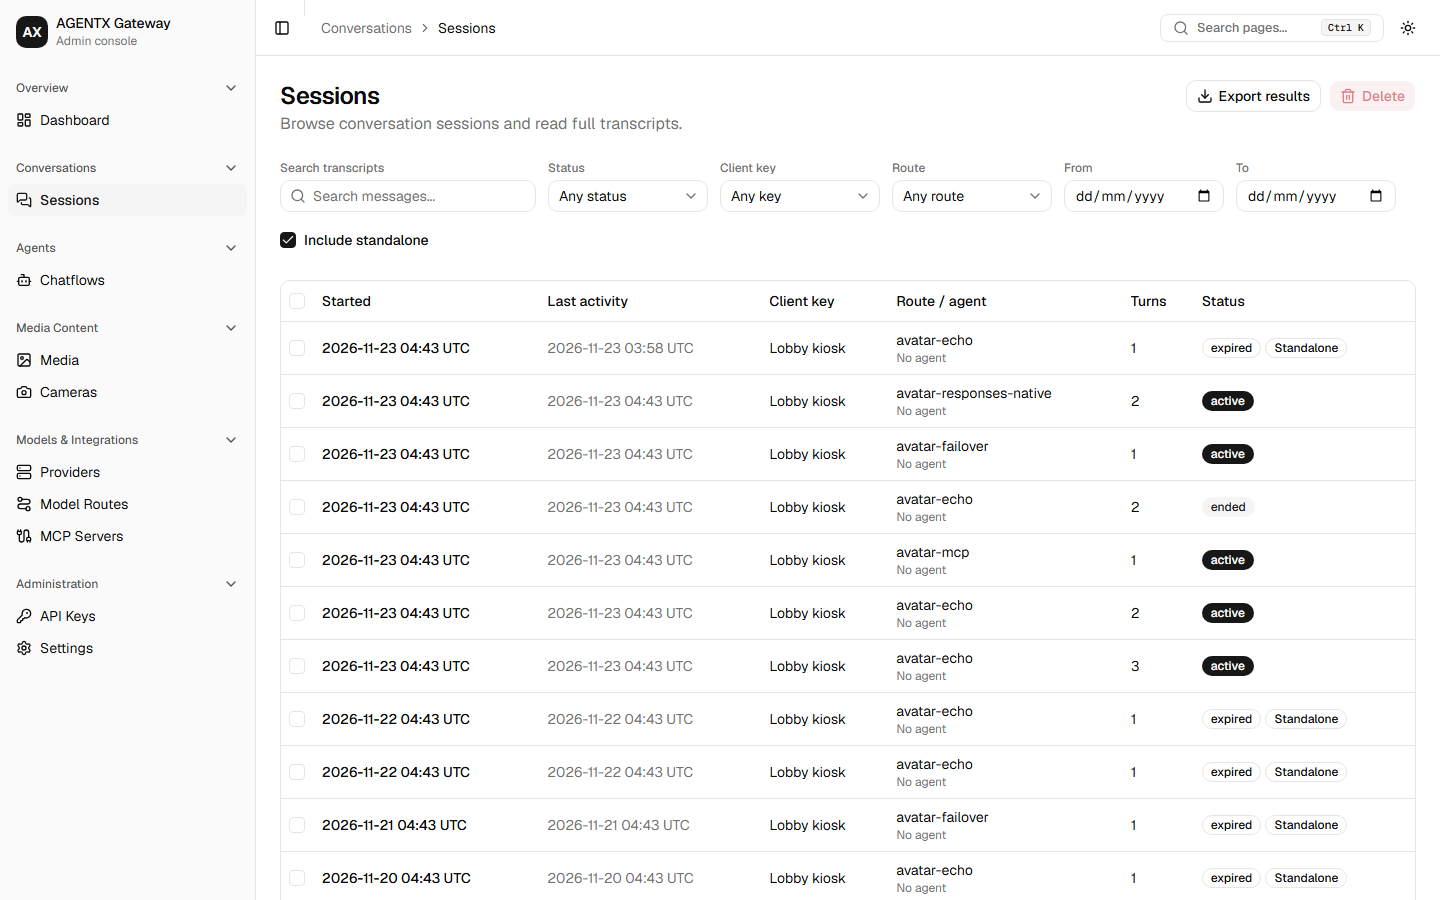 AX
AGENTX Gateway
Admin console
Overview
Dashboard
Conversations
Sessions
Agents
Chatflows
Media Content
Media
Cameras
Models & Integrations
Providers
Model Routes
MCP Servers
Administration
API Keys
Settings
Conversations > Sessions
Search pages... Ctrl K
Sessions
Browse conversation sessions and read full transcripts.
Export results
Delete
Search transcripts Status Client key Route From To
Search messages... Any status Any key Any route dd/mm/yyyy dd/mm/yyyy
Include standalone
Started Last activity Client key Route / agent Turns Status
2026-11-23 04:43 UTC 2026-11-23 03:58 UTC Lobby kiosk avatar-echo 1 expired Standalone
No agent
2026-11-23 04:43 UTC 2026-11-23 04:43 UTC Lobby kiosk avatar-responses-native 2 active
No agent
2026-11-23 04:43 UTC 2026-11-23 04:43 UTC Lobby kiosk avatar-failover 1 active
No agent
2026-11-23 04:43 UTC 2026-11-23 04:43 UTC Lobby kiosk avatar-echo 2 ended
No agent
2026-11-23 04:43 UTC 2026-11-23 04:43 UTC Lobby kiosk avatar-mcp 1 active
No agent
2026-11-23 04:43 UTC 2026-11-23 04:43 UTC Lobby kiosk avatar-echo 2 active
No agent
2026-11-23 04:43 UTC 2026-11-23 04:43 UTC Lobby kiosk avatar-echo 3 active
No agent
2026-11-22 04:43 UTC 2026-11-22 04:43 UTC Lobby kiosk avatar-echo 1 expired Standalone
No agent
2026-11-22 04:43 UTC 2026-11-22 04:43 UTC Lobby kiosk avatar-echo 1 expired Standalone
No agent
2026-11-21 04:43 UTC 2026-11-21 04:43 UTC Lobby kiosk avatar-failover 1 expired Standalone
No agent
2026-11-20 04:43 UTC 2026-11-20 04:43 UTC Lobby kiosk avatar-echo 1 expired Standalone
No agent